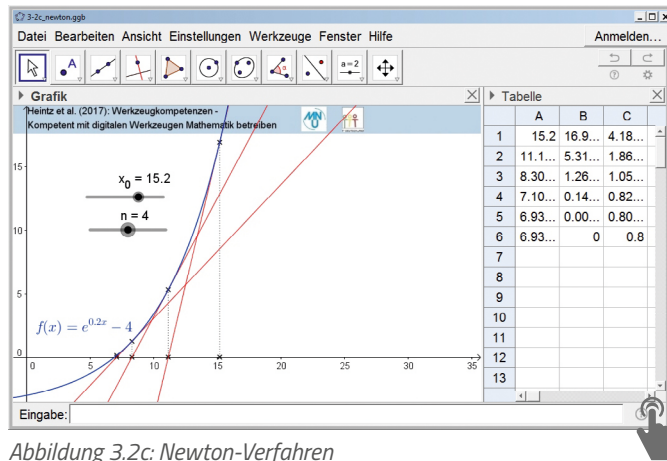 3-2c_newton.ggb
Datei Bearbeiten Ansicht Einstellungen Werkzeuge Fenster Hilfe Anmelden...
A
a=2
Grafik
Heintz et al. (2017): Werkzeugkompetenzen -
Kompetent mit digitalen Werkzeugen Mathematik betreiben
MNU
x₀ = 15.2
n = 4
f(x) = e^{0.2x} − 4
15
10
5
0
0 5 10 15 20 25 30 35
Tabelle
A B C
1 15.2 16.9... 4.18...
2 11.1... 5.31... 1.86...
3 8.30... 1.26... 1.05...
4 7.10... 0.14... 0.82...
5 6.93... 0.00... 0.80...
6 6.93... 0 0.8
7
8
9
10
11
12
13
Eingabe:
Abbildung 3.2c: Newton-Verfahren